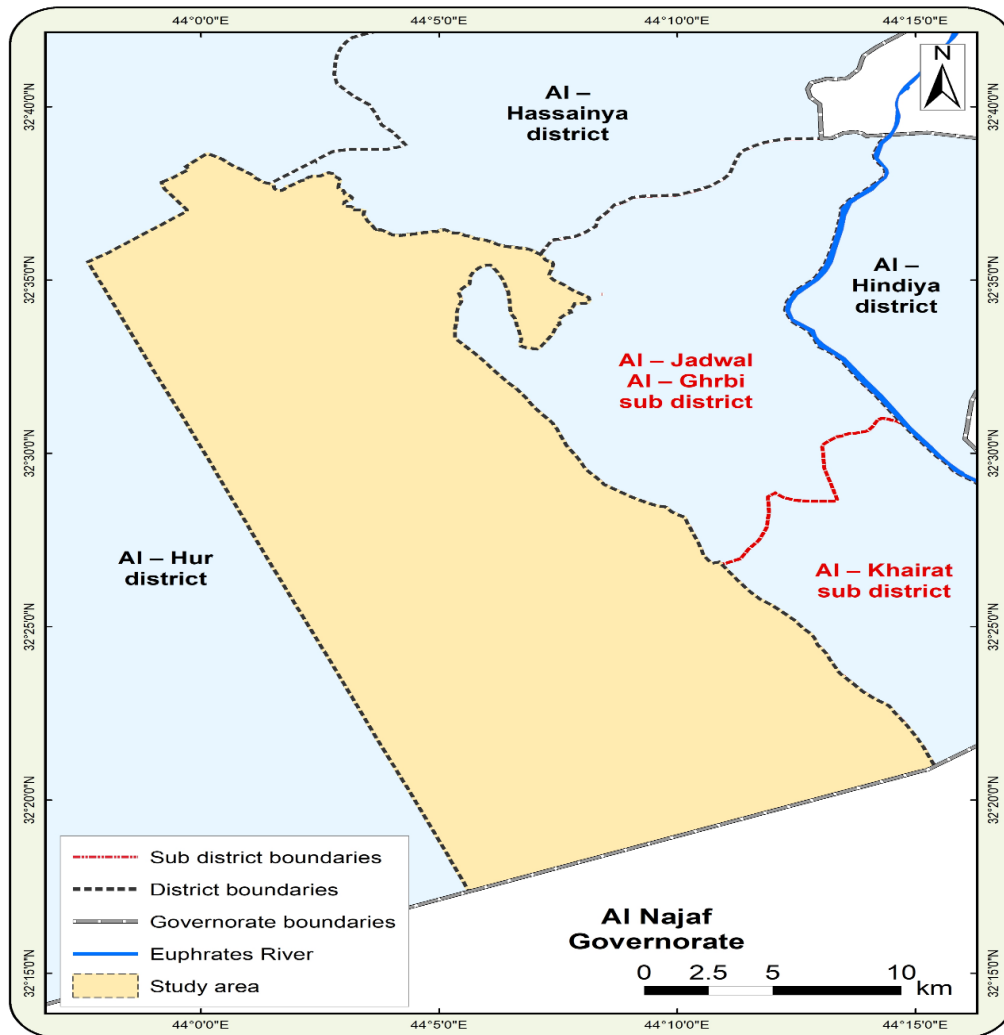 44°0'0"E
44°5'0"E
44°10'0"E
44°15'0"E
N
32°40'0"N
32°40'0"N
Al –
Hassainya
district
32°35'0"N
32°35'0"N
Al –
Hindiya
district
Al – Jadwal
Al – Ghrbi
sub district
32°30'0"N
32°30'0"N
Al – Hur
district
Al – Khairat
sub district
32°25'0"N
32°25'0"N
32°20'0"N
32°20'0"N
Sub district boundaries
District boundaries
Governorate boundaries
Euphrates River
Study area
Al Najaf
Governorate
0 2.5 5 10
km
32°15'0"N
32°15'0"N
44°0'0"E
44°5'0"E
44°10'0"E
44°15'0"E